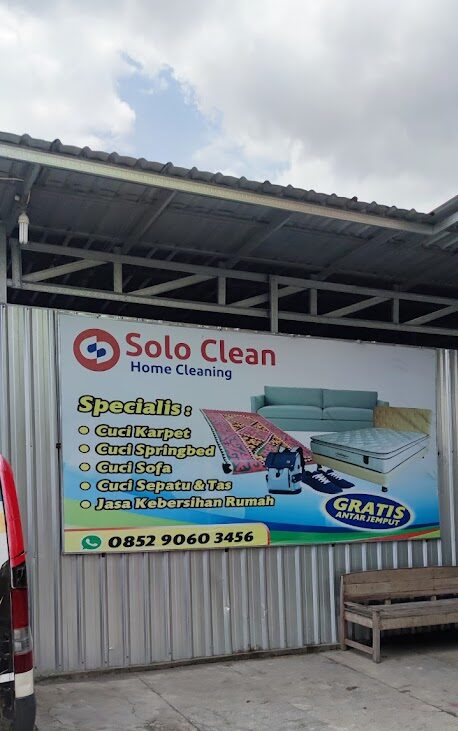 Solo Clean
Home Cleaning
Specialis :
• Cuci Karpet
• Cuci Springbed
• Cuci Sofa
• Cuci Sepatu & Tas
• Jasa Kebersihan Rumah
GRATIS
ANTAR JEMPUT
0852 9060 3456